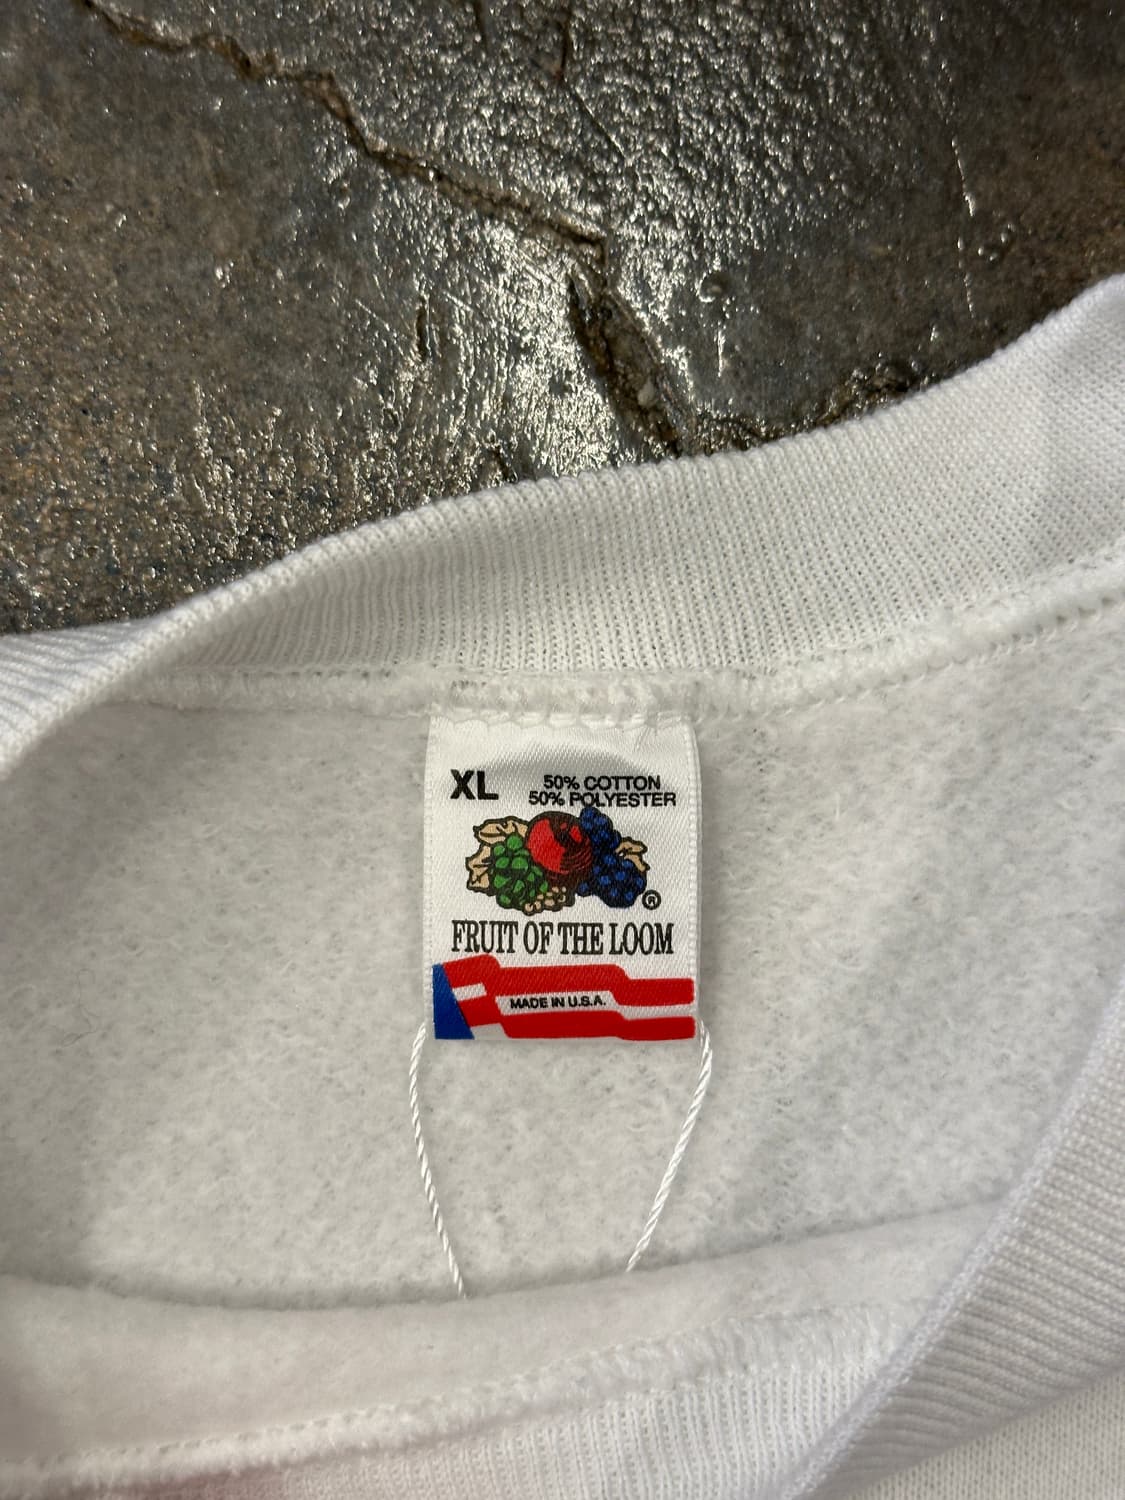 XL
50% COTTON
50% POLYESTER
®
FRUIT OF THE LOOM
MADE IN U.S.A.